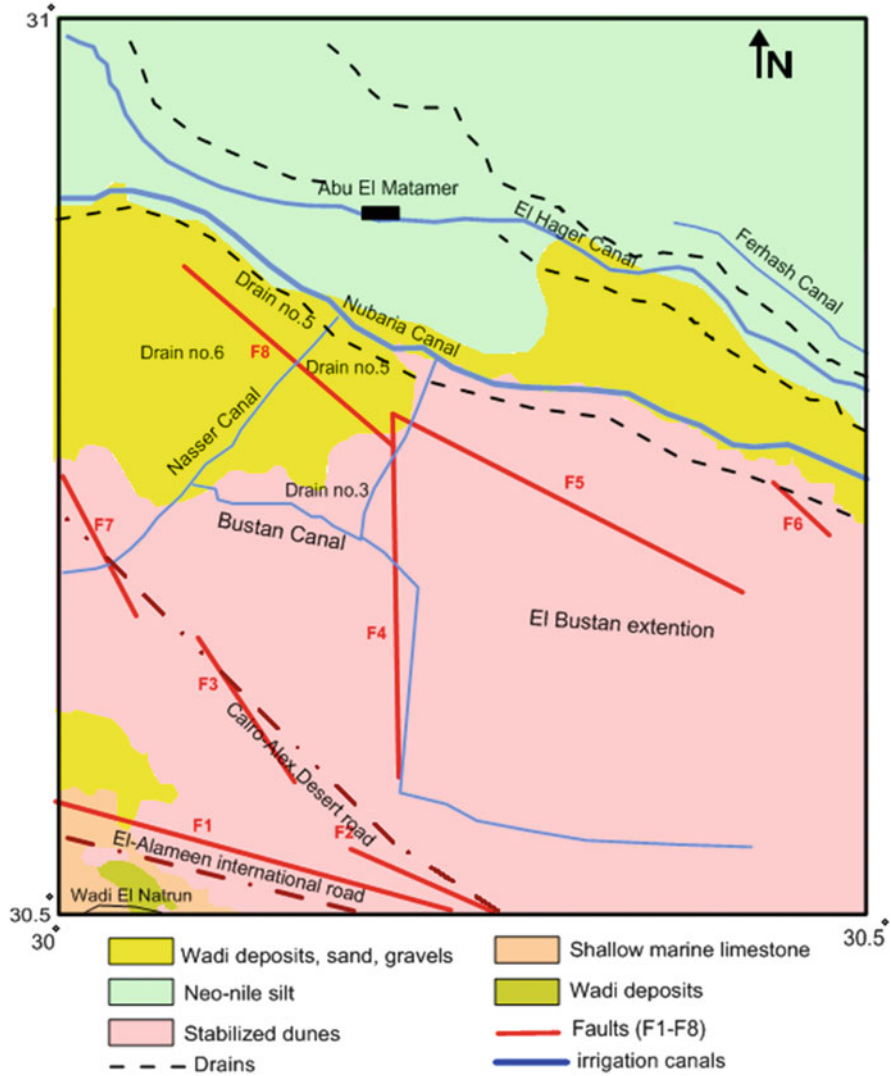 31
N
Abu El Matamer
El Hager Canal
Ferhash Canal
Drain no.5
Nubaria Canal
Drain no.6
F8
Drain no.5
Nasser Canal
Drain no.3
F5
F6
F7
Bustan Canal
F4
El Bustan extention
F3
Cairo-Alex Desert road
F1
F2
El-Alameen international road
Wadi El Natrun
30.5
30
30.5
Wadi deposits, sand, gravels
Shallow marine limestone
Neo-nile silt
Wadi deposits
Stabilized dunes
Faults (F1-F8)
Drains
irrigation canals